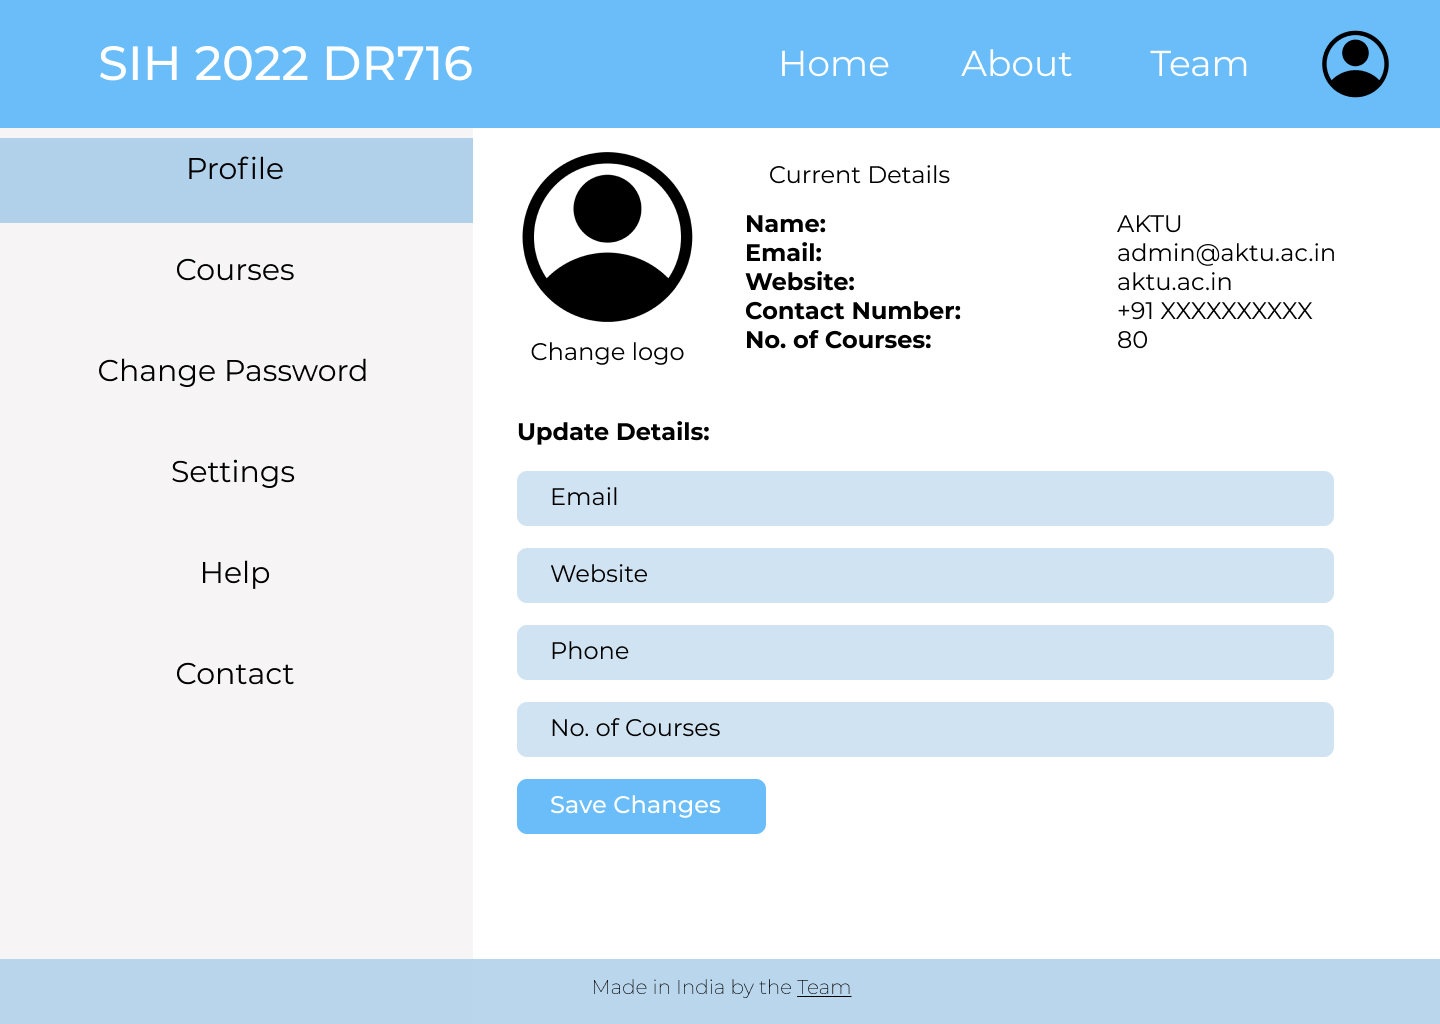 SIH 2022 DR716
Home
About
Team
Profile
Courses
Change Password
Settings
Help
Contact
Change logo
Current Details
Name: AKTU
Email: admin@aktu.ac.in
Website: aktu.ac.in
Contact Number: +91 XXXXXXXXXX
No. of Courses: 80
Update Details:
Email
Website
Phone
No. of Courses
Save Changes
Made in India by the Team